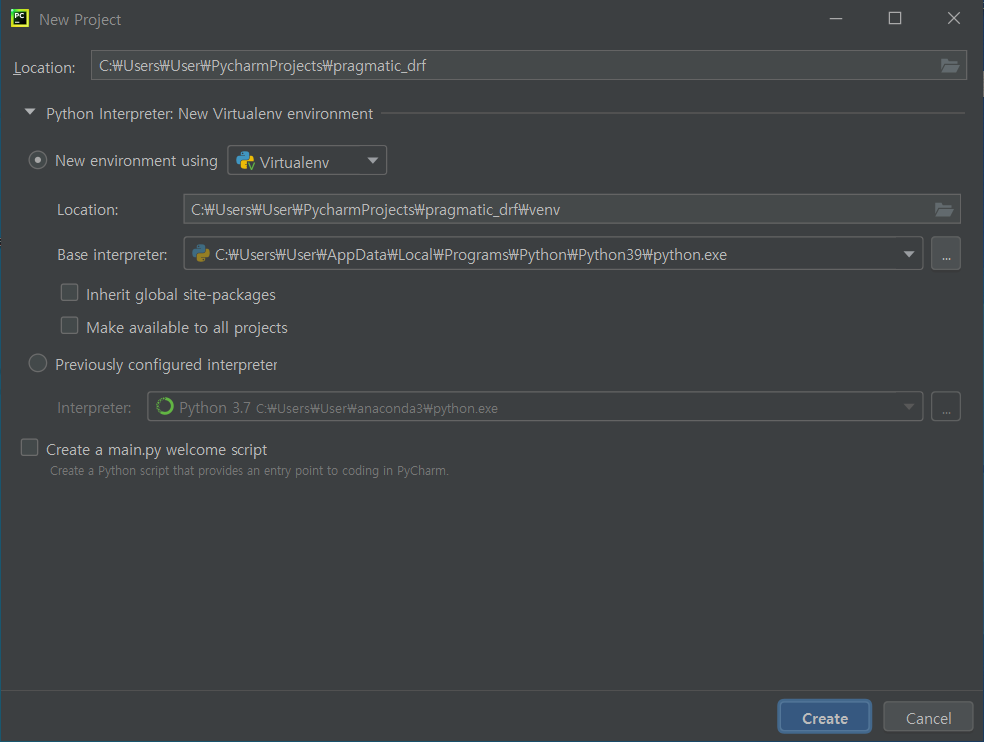 PC New Project
Location: C:₩Users₩User₩PycharmProjects₩pragmatic_drf
Python Interpreter: New Virtualenv environment
New environment using Virtualenv
Location: C:₩Users₩User₩PycharmProjects₩pragmatic_drf₩venv
Base interpreter: C:₩Users₩User₩AppData₩Local₩Programs₩Python₩Python39₩python.exe ...
Inherit global site-packages
Make available to all projects
Previously configured interpreter
Interpreter: Python 3.7 C:₩Users₩User₩anaconda3₩python.exe ...
Create a main.py welcome script
Create a Python script that provides an entry point to coding in PyCharm.
Create Cancel